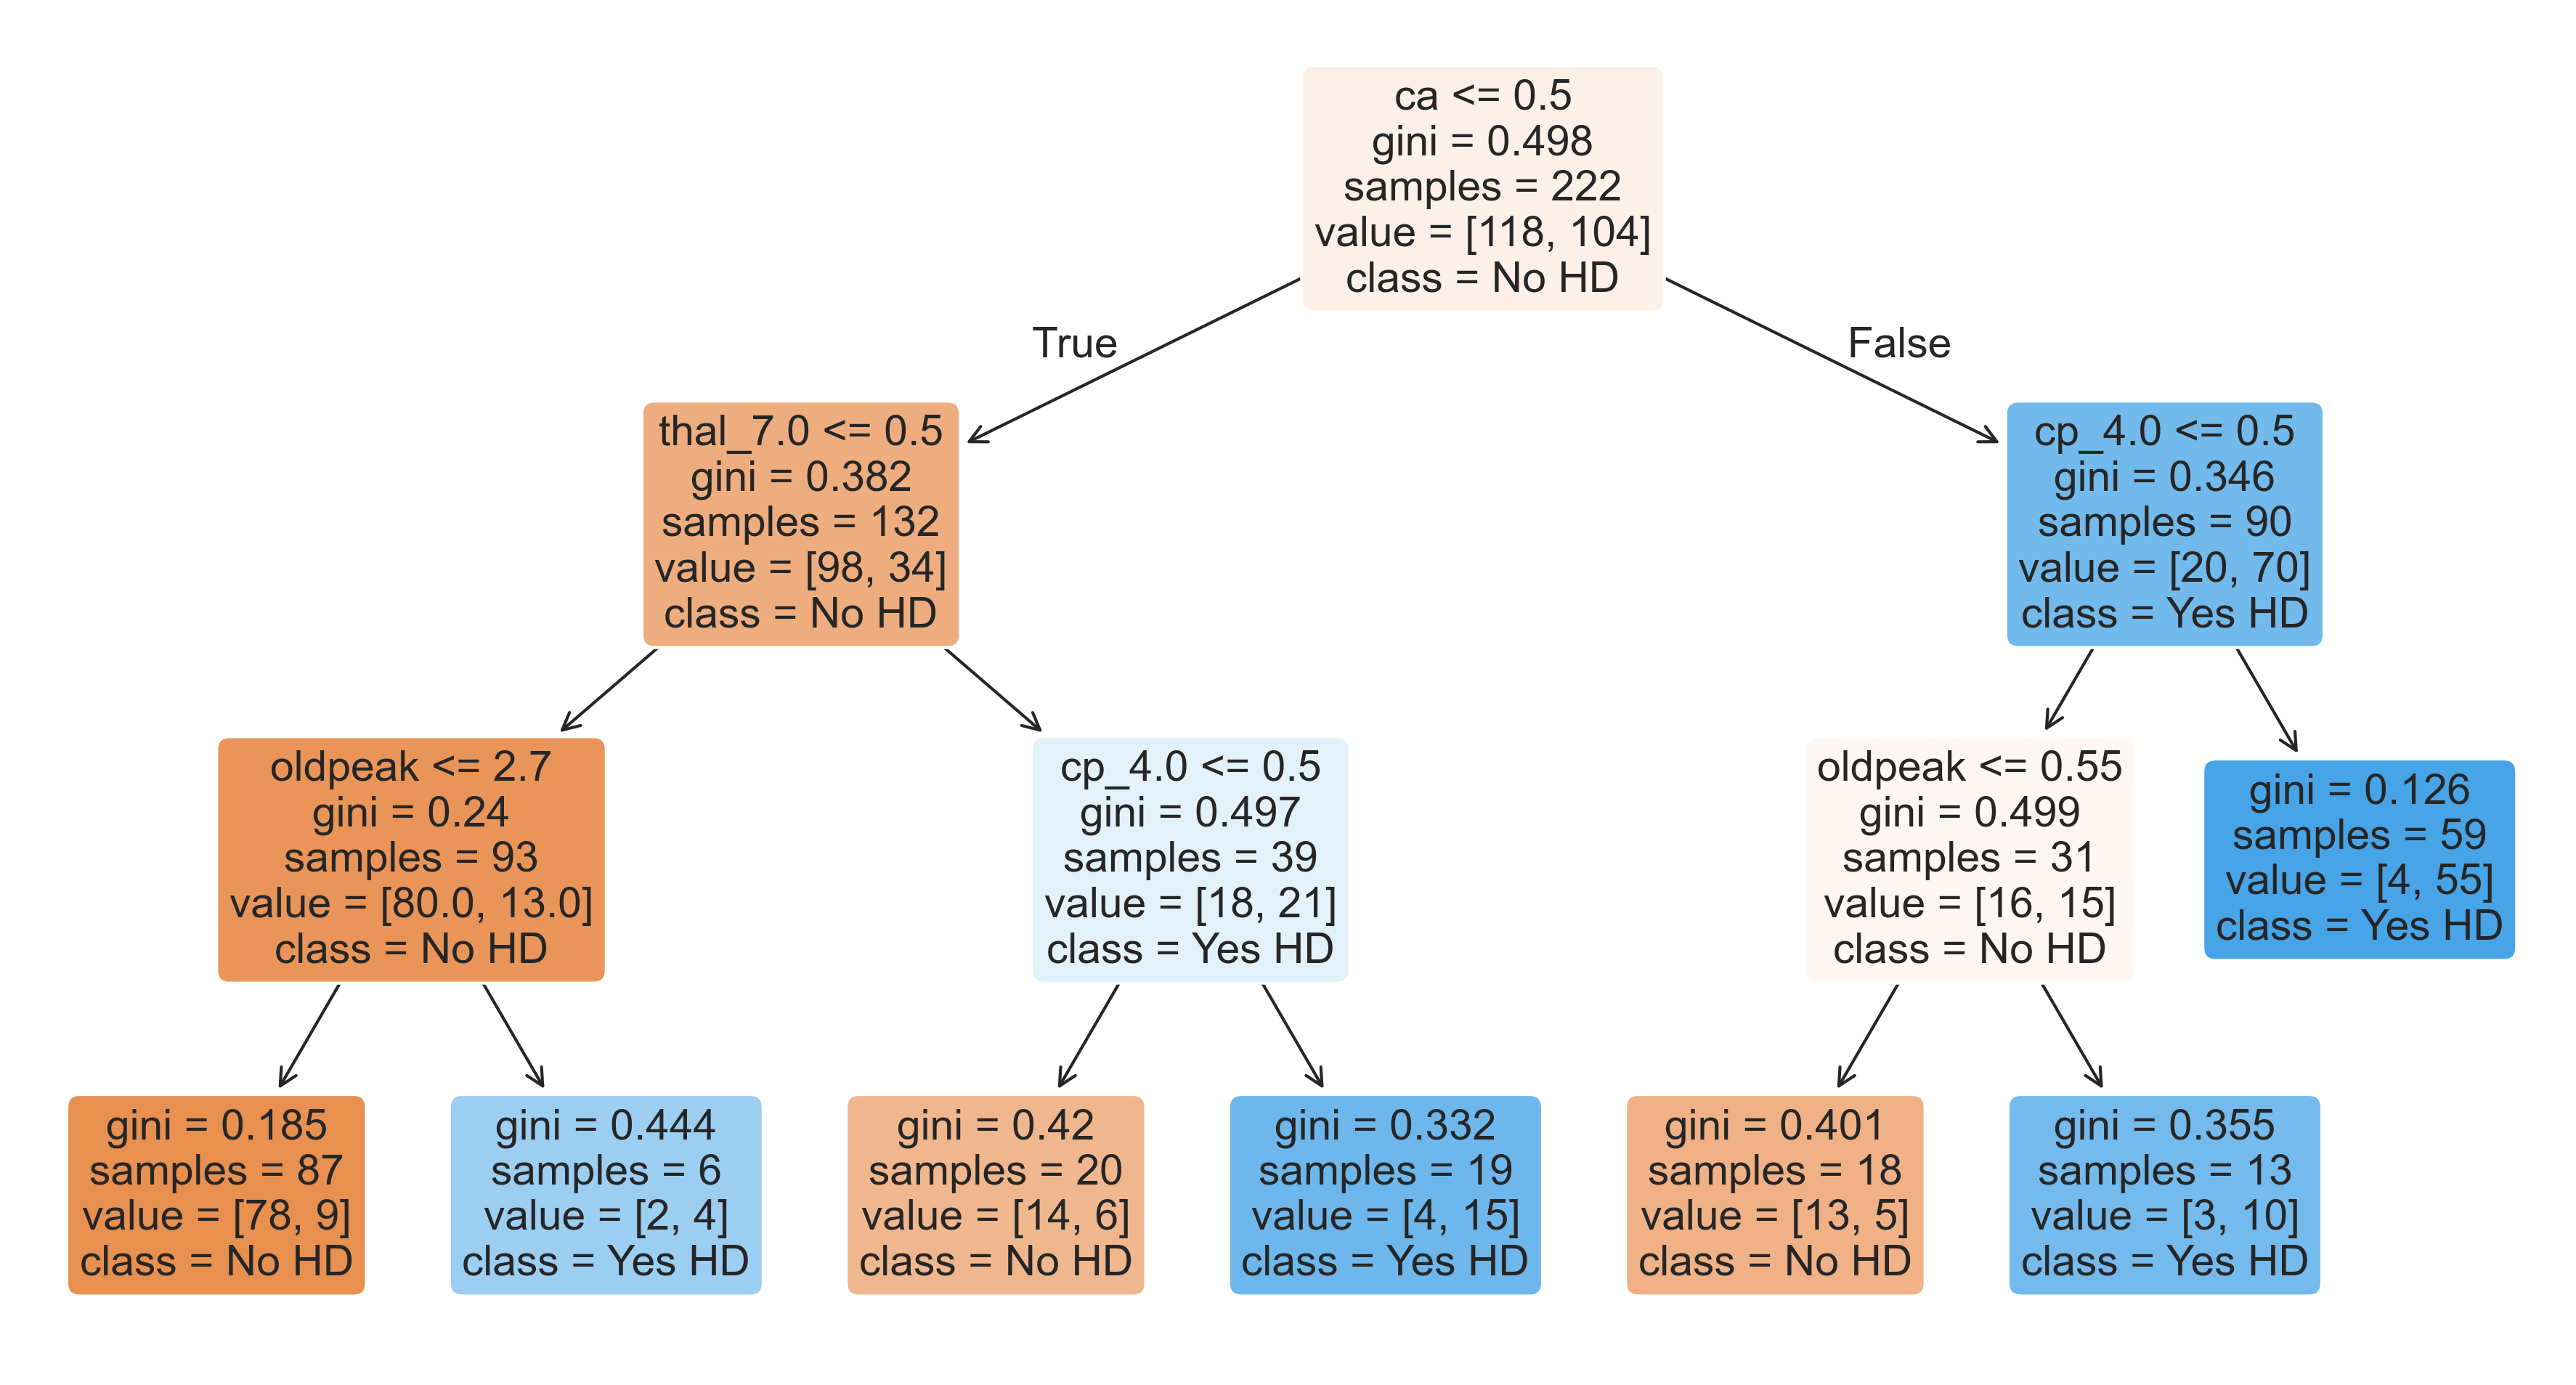 ca <= 0.5
gini = 0.498
samples = 222
value = [118, 104]
class = No HD
True
False
thal_7.0 <= 0.5
gini = 0.382
samples = 132
value = [98, 34]
class = No HD
cp_4.0 <= 0.5
gini = 0.346
samples = 90
value = [20, 70]
class = Yes HD
oldpeak <= 2.7
gini = 0.24
samples = 93
value = [80.0, 13.0]
class = No HD
cp_4.0 <= 0.5
gini = 0.497
samples = 39
value = [18, 21]
class = Yes HD
oldpeak <= 0.55
gini = 0.499
samples = 31
value = [16, 15]
class = No HD
gini = 0.126
samples = 59
value = [4, 55]
class = Yes HD
gini = 0.185
samples = 87
value = [78, 9]
class = No HD
gini = 0.444
samples = 6
value = [2, 4]
class = Yes HD
gini = 0.42
samples = 20
value = [14, 6]
class = No HD
gini = 0.332
samples = 19
value = [4, 15]
class = Yes HD
gini = 0.401
samples = 18
value = [13, 5]
class = No HD
gini = 0.355
samples = 13
value = [3, 10]
class = Yes HD